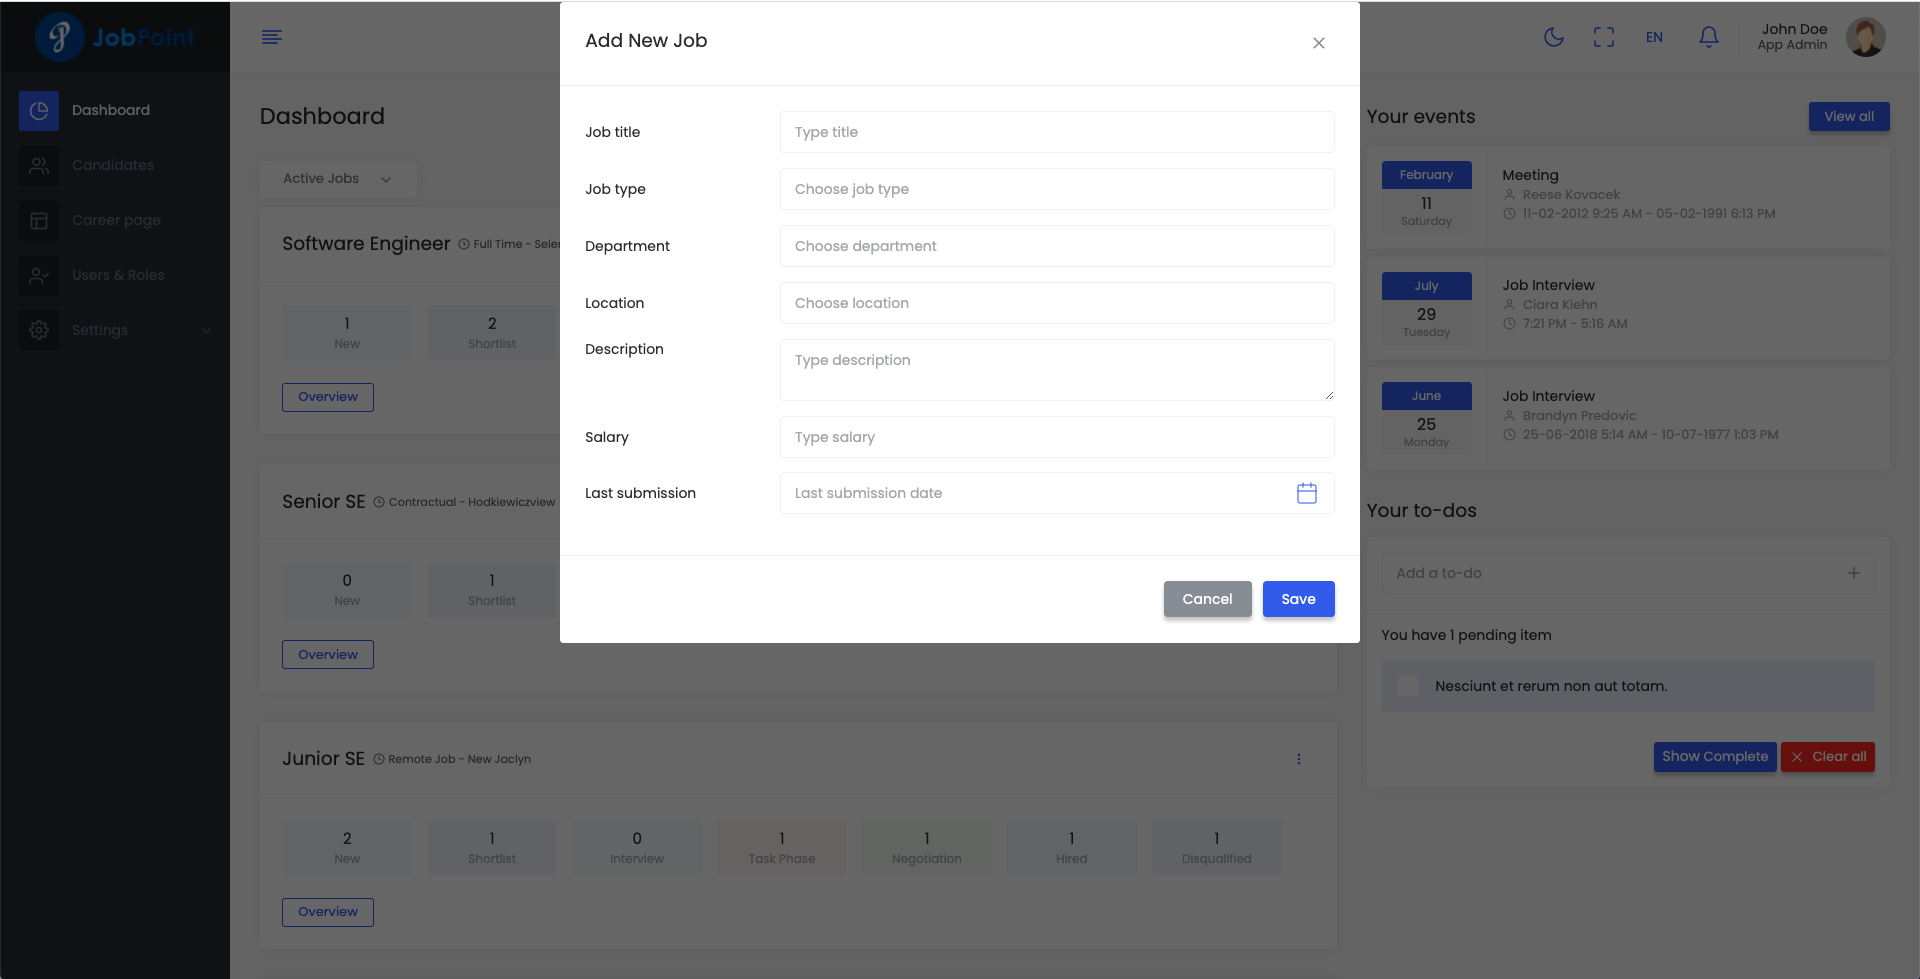 JobPoint
Dashboard
Candidates
Career page
Users & Roles
Settings
EN
John Doe
App Admin
Dashboard
Active Jobs
Software Engineer
Full Time - Seler
1
New
2
Shortlist
Overview
Senior SE
Contractual - Hodkiewiczview
0
New
1
Shortlist
Overview
Junior SE
Remote Job - New Jaclyn
2
New
1
Shortlist
0
Interview
1
Task Phase
1
Negotiation
1
Hired
1
Disqualified
Overview
Add New Job
Job title
Type title
Job type
Choose job type
Department
Choose department
Location
Choose location
Description
Type description
Salary
Type salary
Last submission
Last submission date
Cancel
Save
Your events
View all
February
11
Saturday
Meeting
Reese Kovacek
11-02-2012 9:25 AM - 05-02-1991 6:13 PM
July
29
Tuesday
Job Interview
Ciara Kiehn
7:21 PM - 5:16 AM
June
25
Monday
Job Interview
Brandyn Predovic
25-06-2018 5:14 AM - 10-07-1977 1:03 PM
Your to-dos
Add a to-do
You have 1 pending item
Nesciunt et rerum non aut totam.
Show Complete
Clear all